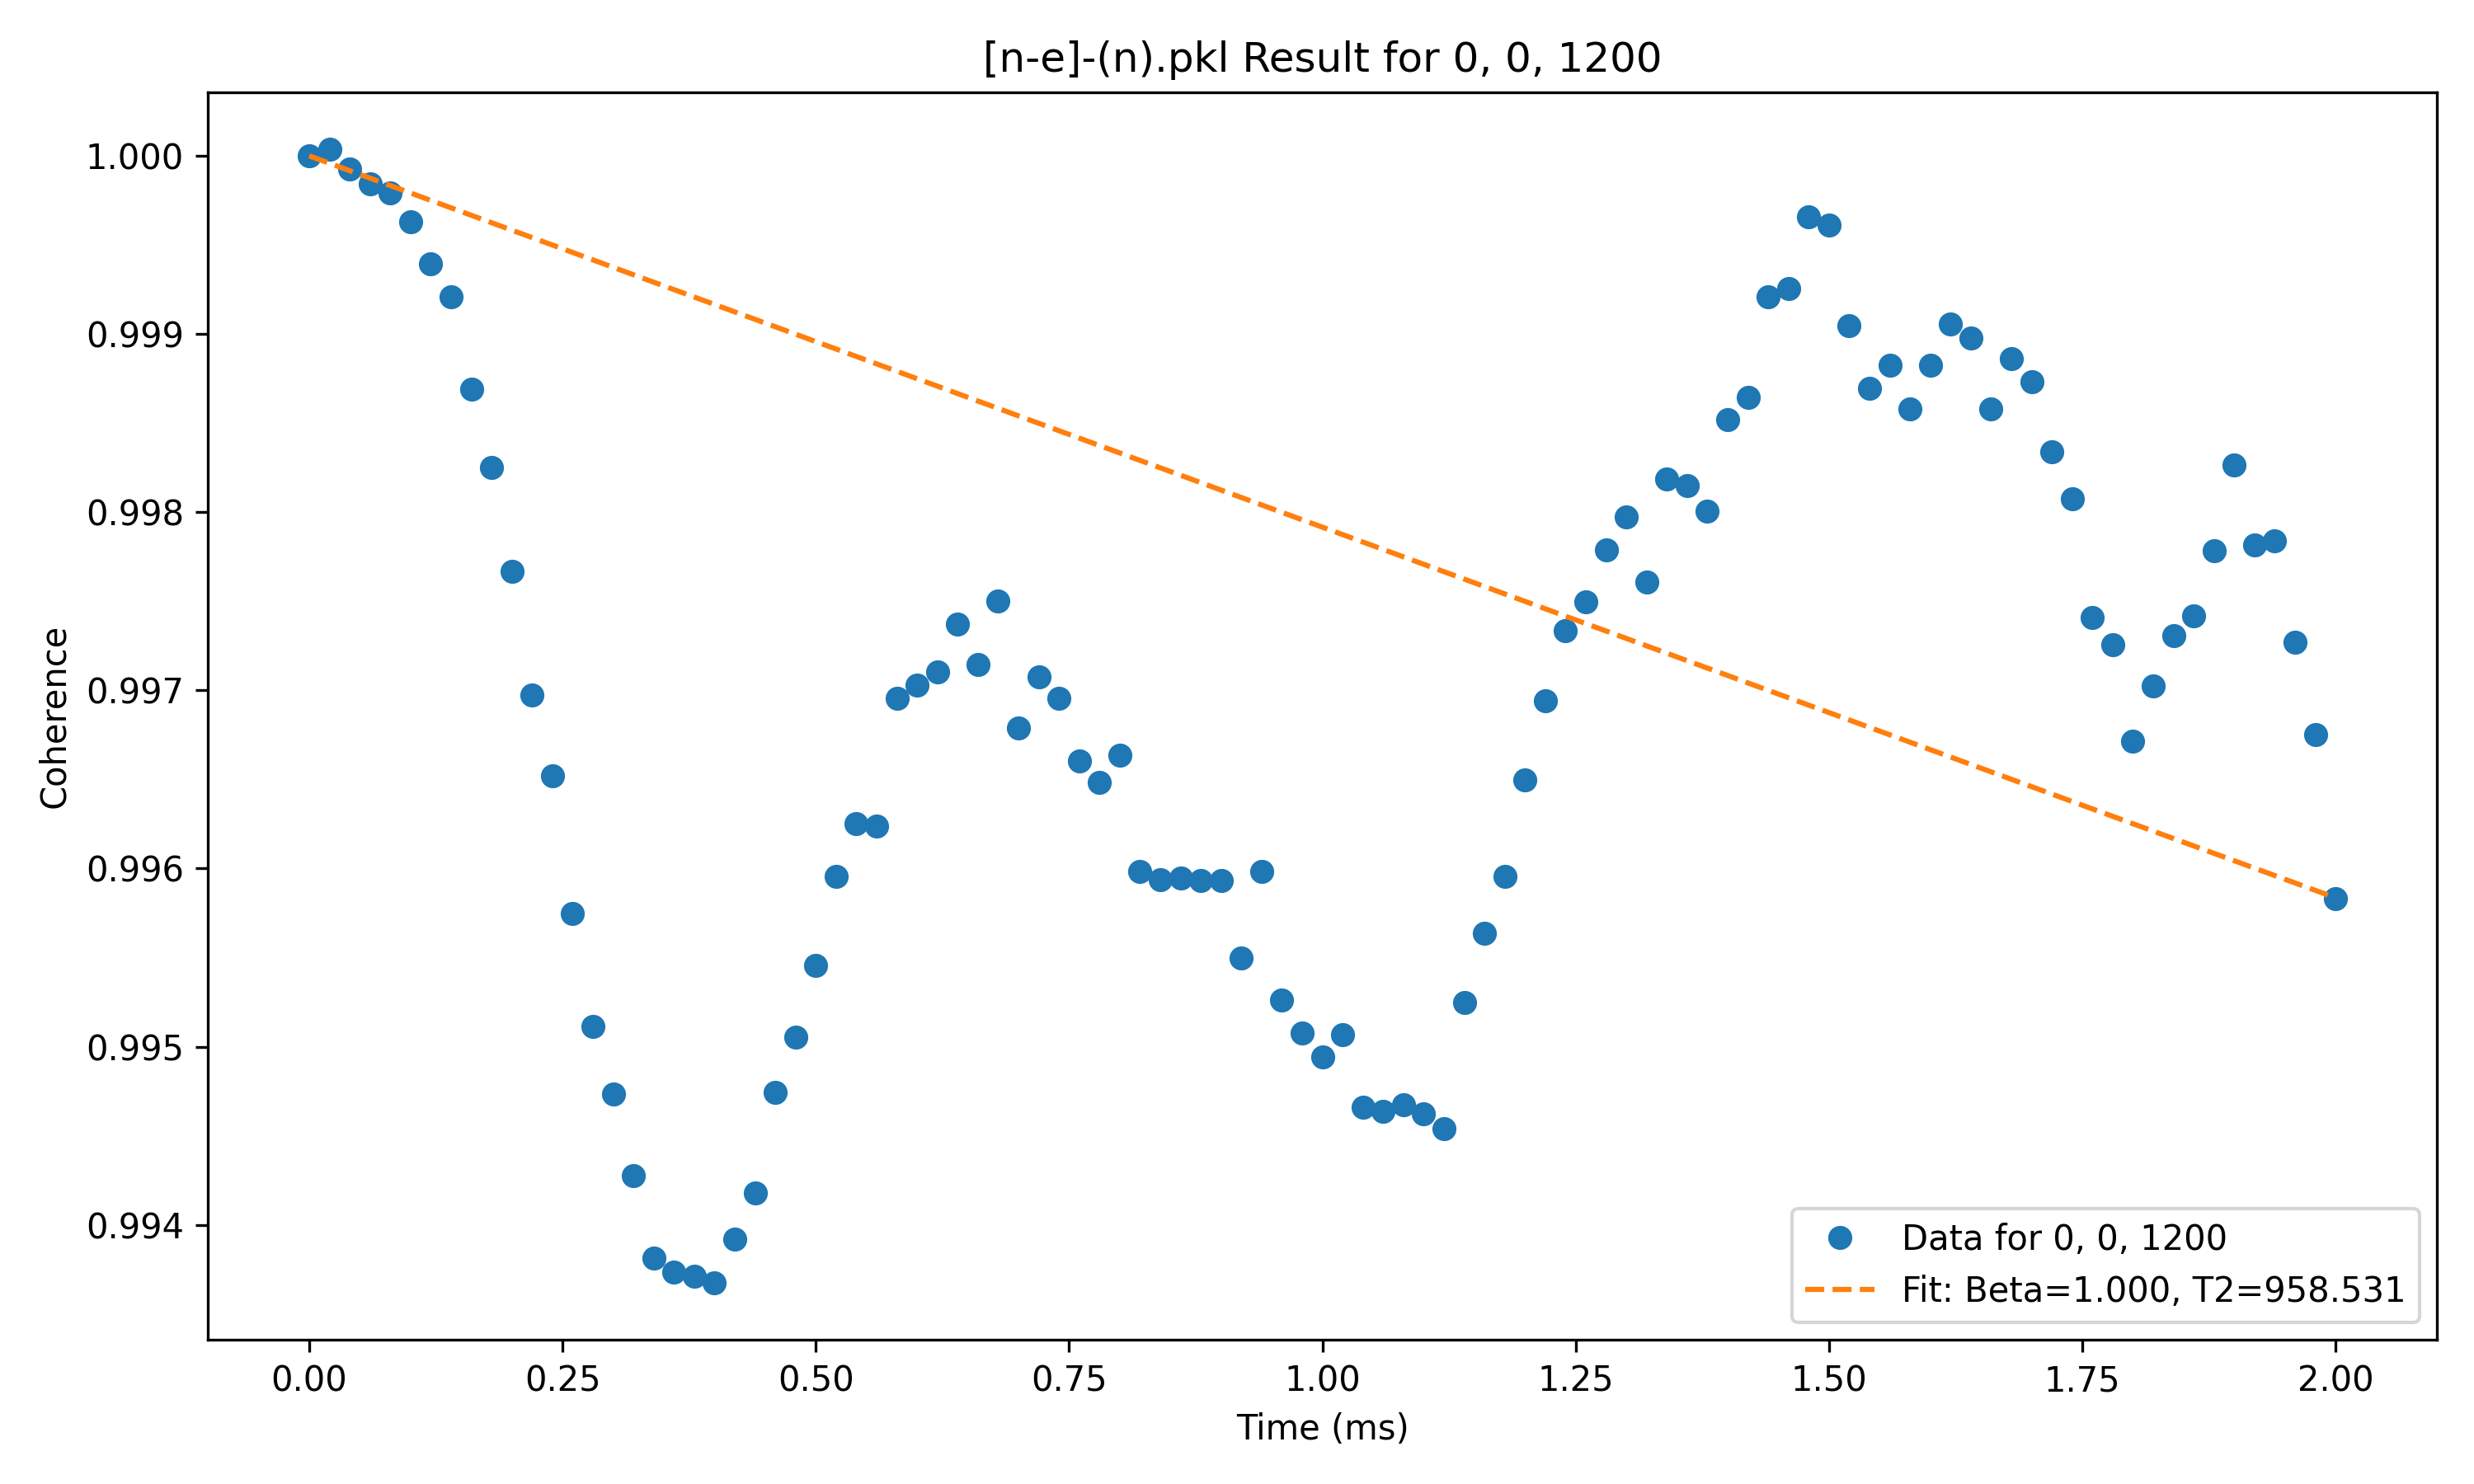 [n-e]-(n).pkl Result for 0, 0, 1200
1.000
0.999
0.998
0.997
0.996
0.995
0.994
Coherence
0.00 0.25 0.50 0.75 1.00 1.25 1.50 1.75 2.00
Time (ms)
Data for 0, 0, 1200
Fit: Beta=1.000, T2=958.531